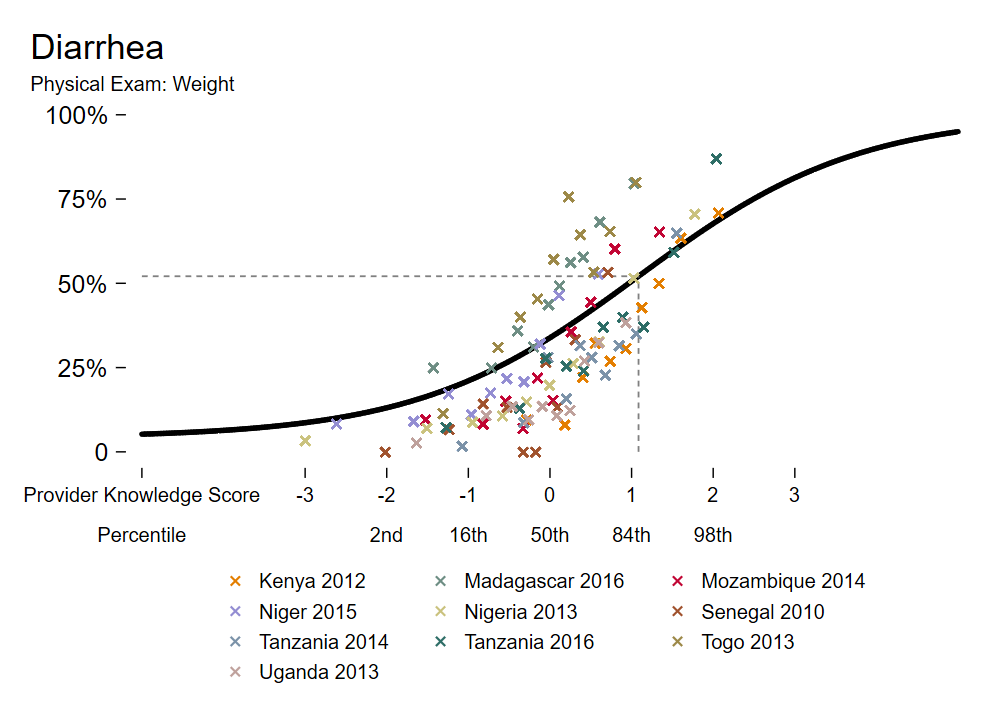 Diarrhea
Physical Exam: Weight
100%
75%
50%
25%
0
Provider Knowledge Score -3 -2 -1 0 1 2 3
Percentile 2nd 16th 50th 84th 98th
Kenya 2012 Madagascar 2016 Mozambique 2014
Niger 2015 Nigeria 2013 Senegal 2010
Tanzania 2014 Tanzania 2016 Togo 2013
Uganda 2013